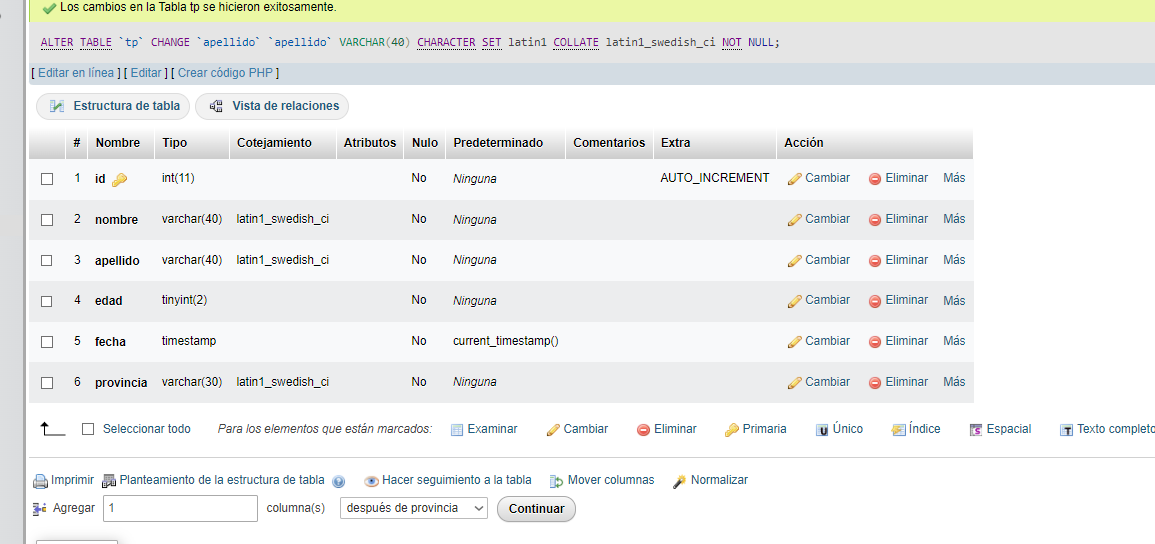 Los cambios en la Tabla tp se hicieron exitosamente.
ALTER TABLE `tp` CHANGE `apellido` `apellido` VARCHAR(40) CHARACTER SET latin1 COLLATE latin1_swedish_ci NOT NULL;
[ Editar en línea ] [ Editar ] [ Crear código PHP ]
Estructura de tabla Vista de relaciones
# Nombre Tipo Cotejamiento Atributos Nulo Predeterminado Comentarios Extra Acción
1 id int(11) No Ninguna AUTO_INCREMENT Cambiar Eliminar Más
2 nombre varchar(40) latin1_swedish_ci No Ninguna Cambiar Eliminar Más
3 apellido varchar(40) latin1_swedish_ci No Ninguna Cambiar Eliminar Más
4 edad tinyint(2) No Ninguna Cambiar Eliminar Más
5 fecha timestamp No current_timestamp() Cambiar Eliminar Más
6 provincia varchar(30) latin1_swedish_ci No Ninguna Cambiar Eliminar Más
Seleccionar todo Para los elementos que están marcados: Examinar Cambiar Eliminar Primaria Único Índice Espacial Texto completo
Imprimir Planteamiento de la estructura de tabla Hacer seguimiento a la tabla Mover columnas Normalizar
Agregar 1 columna(s) después de provincia Continuar